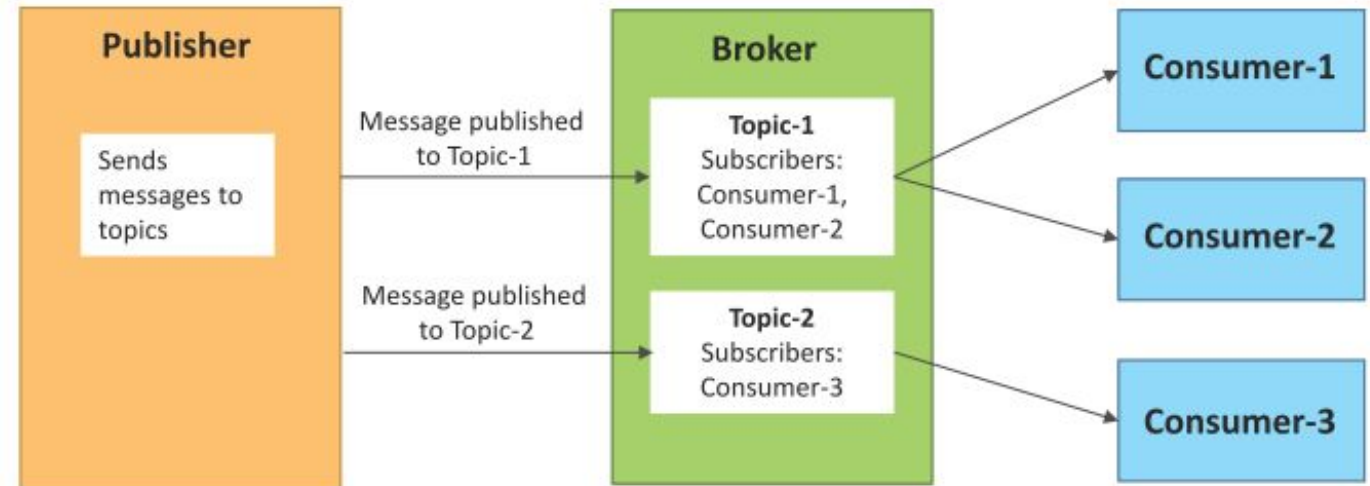 Publisher
Sends
messages to
topics
Message published
to Topic-1
Message published
to Topic-2
Broker
Topic-1
Subscribers:
Consumer-1,
Consumer-2
Topic-2
Subscribers:
Consumer-3
Consumer-1
Consumer-2
Consumer-3